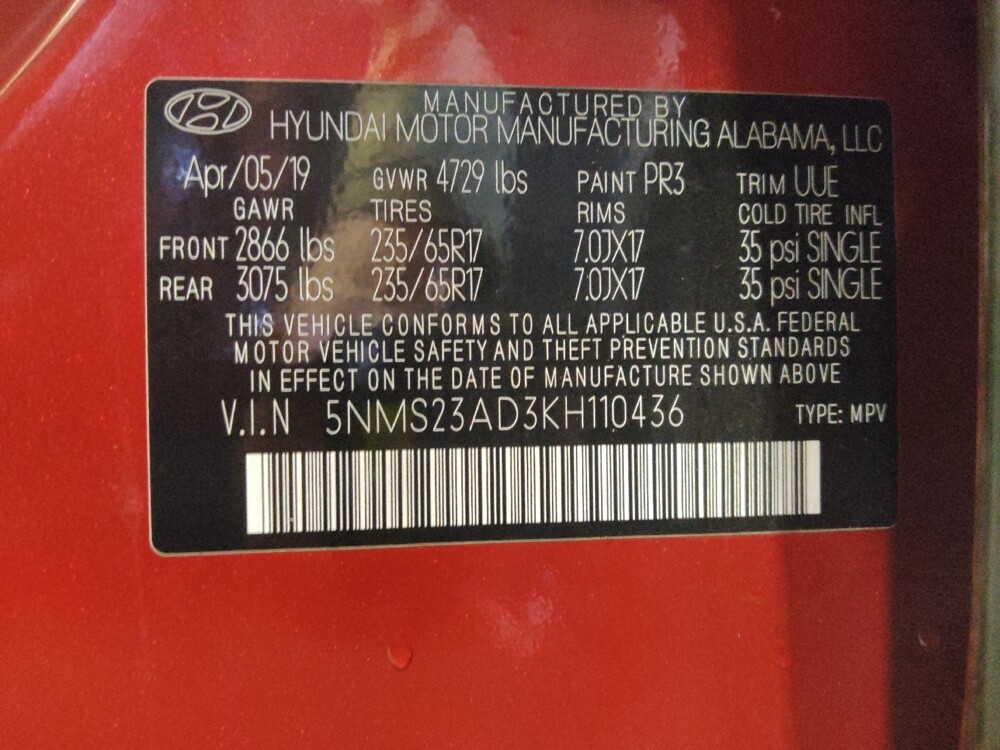 MANUFACTURED BY
HYUNDAI MOTOR MANUFACTURING ALABAMA, LLC
Apr/05/19 GVWR 4729 lbs PAINT PR3 TRIM UUE
GAWR TIRES RIMS COLD TIRE INFL
FRONT 2866 lbs 235/65R17 7.0JX17 35 psi SINGLE
REAR 3075 lbs 235/65R17 7.0JX17 35 psi SINGLE
THIS VEHICLE CONFORMS TO ALL APPLICABLE U.S.A. FEDERAL
MOTOR VEHICLE SAFETY AND THEFT PREVENTION STANDARDS
IN EFFECT ON THE DATE OF MANUFACTURE SHOWN ABOVE
V.I.N 5NMS23AD3KH110436 TYPE: MPV